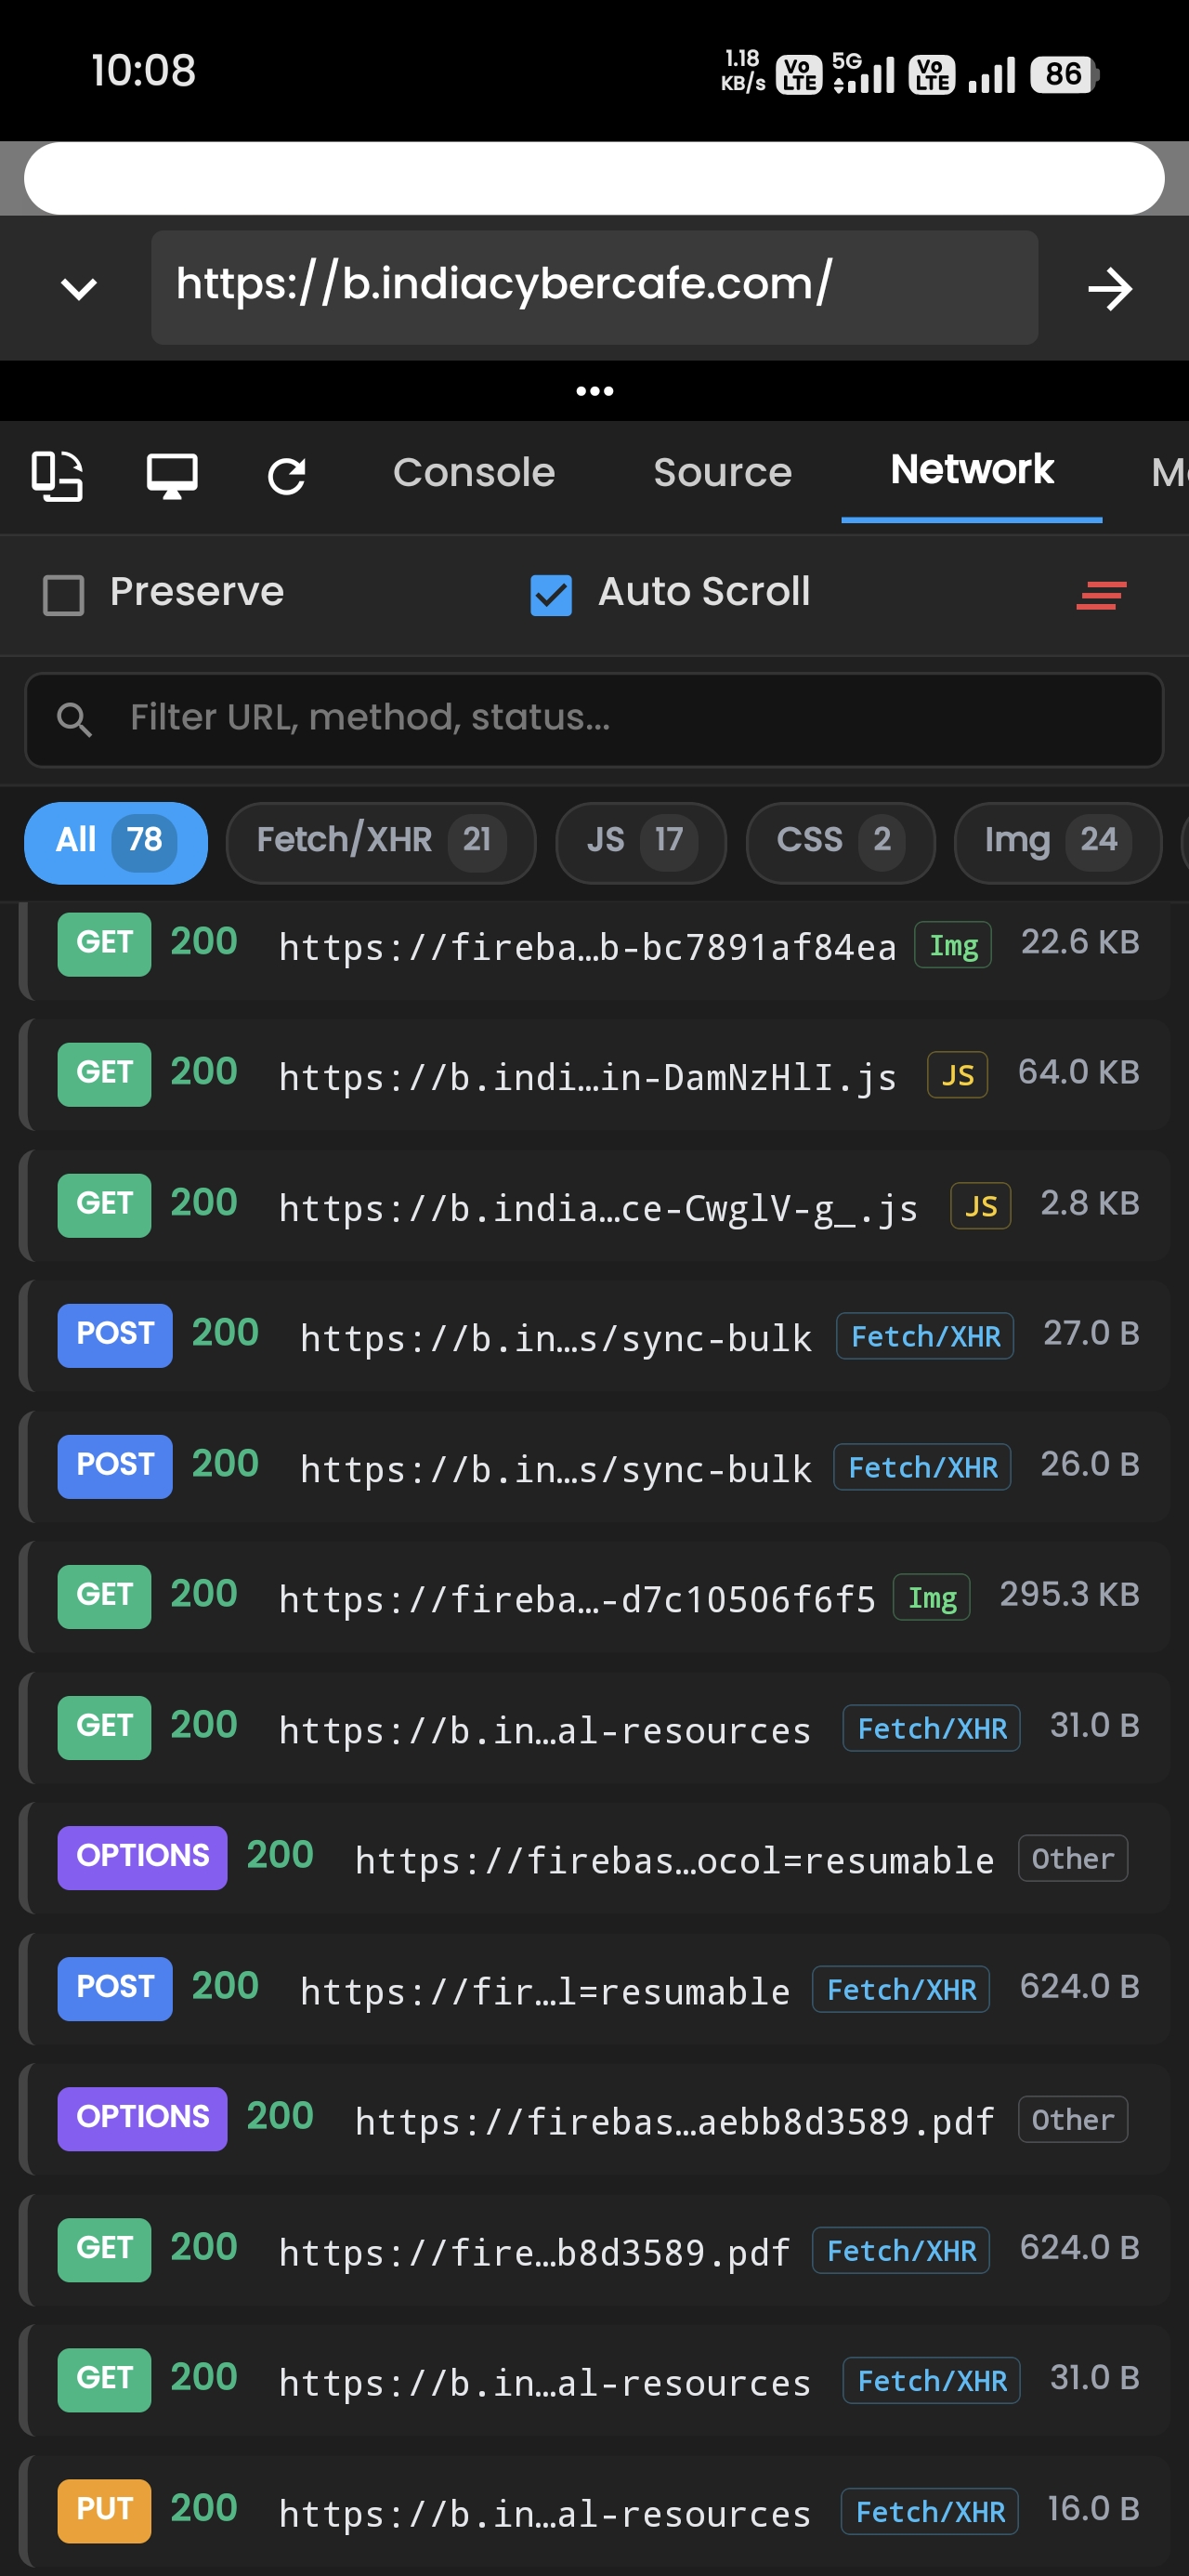 10:08 1.18 KB/s Vo LTE 5G Vo LTE 86
https://b.indiacybercafe.com/
Console Source Network M
Preserve Auto Scroll
Filter URL, method, status...
All 78 Fetch/XHR 21 JS 17 CSS 2 Img 24
GET 200 https://fireba…b-bc7891af84ea Img 22.6 KB
GET 200 https://b.indi…in-DamNzHlI.js JS 64.0 KB
GET 200 https://b.india…ce-CwglV-g_.js JS 2.8 KB
POST 200 https://b.in…s/sync-bulk Fetch/XHR 27.0 B
POST 200 https://b.in…s/sync-bulk Fetch/XHR 26.0 B
GET 200 https://fireba…-d7c10506f6f5 Img 295.3 KB
GET 200 https://b.in…al-resources Fetch/XHR 31.0 B
OPTIONS 200 https://firebas…ocol=resumable Other
POST 200 https://fir…l=resumable Fetch/XHR 624.0 B
OPTIONS 200 https://firebas…aebb8d3589.pdf Other
GET 200 https://fire…b8d3589.pdf Fetch/XHR 624.0 B
GET 200 https://b.in…al-resources Fetch/XHR 31.0 B
PUT 200 https://b.in…al-resources Fetch/XHR 16.0 B